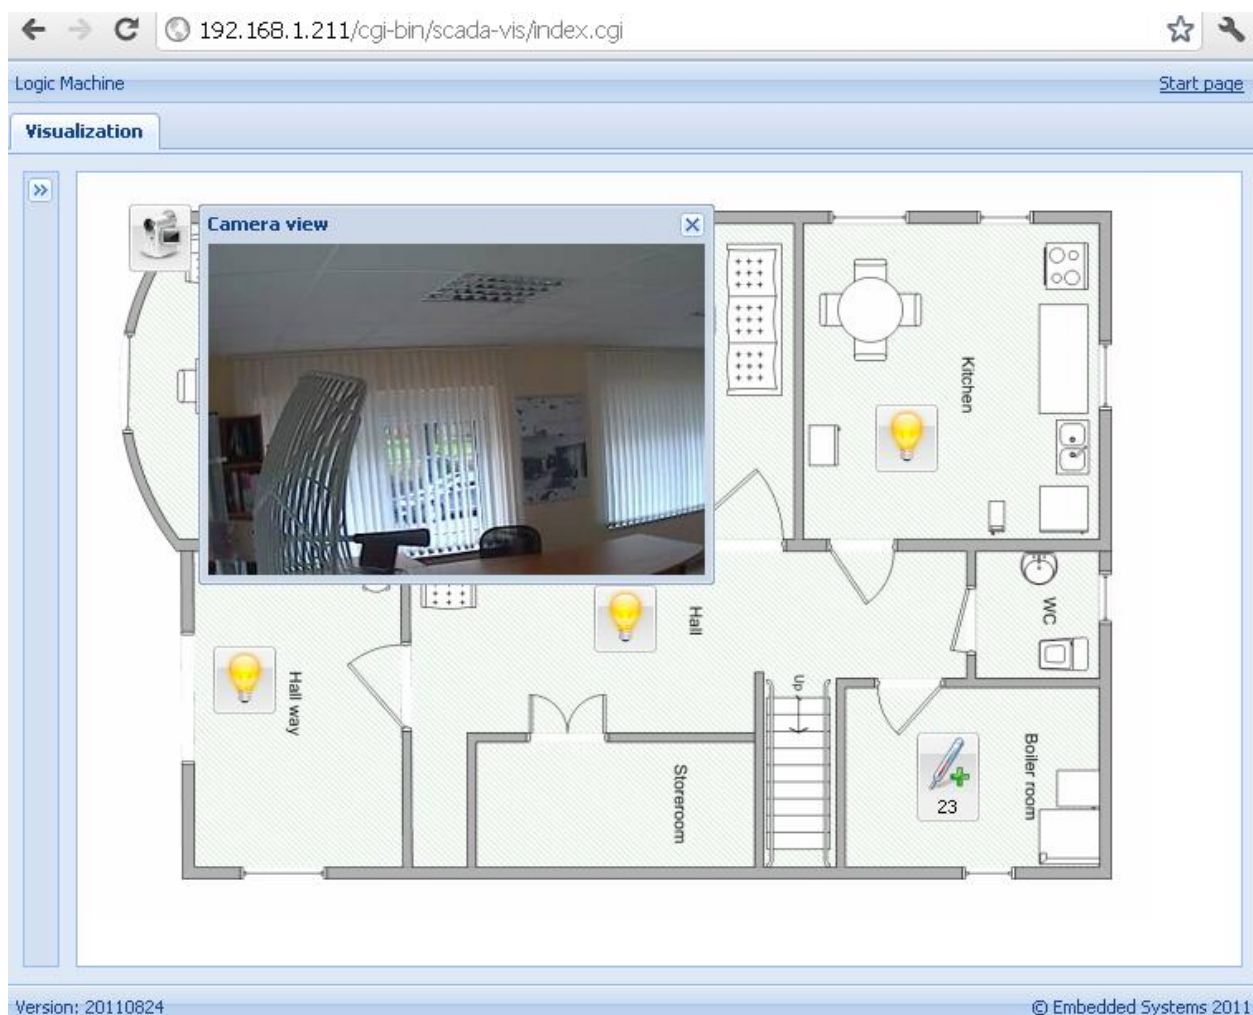 192.168.1.211/cgi-bin/scada-vis/index.cgi
Logic Machine
Start page
Visualization
Camera view
Kitchen
Hall
WC
Hall way
Up
Storeroom
Boiler room
23
Version: 20110824
© Embedded Systems 2011